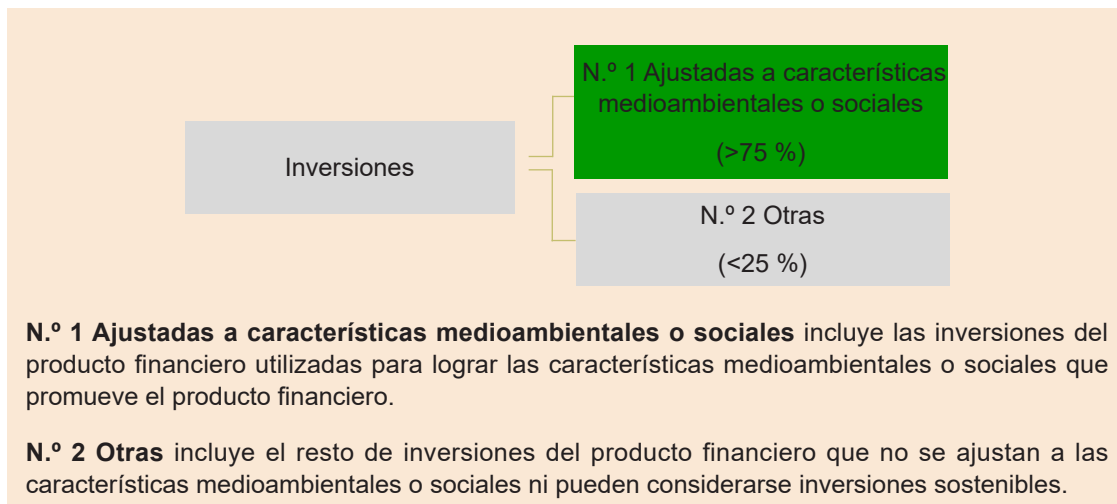 N.º 1 Ajustadas a características
medioambientales o sociales
(>75 %)
Inversiones
N.º 2 Otras
(<25 %)
N.º 1 Ajustadas a características medioambientales o sociales incluye las inversiones del
producto financiero utilizadas para lograr las características medioambientales o sociales que
promueve el producto financiero.
N.º 2 Otras incluye el resto de inversiones del producto financiero que no se ajustan a las
características medioambientales o sociales ni pueden considerarse inversiones sostenibles.